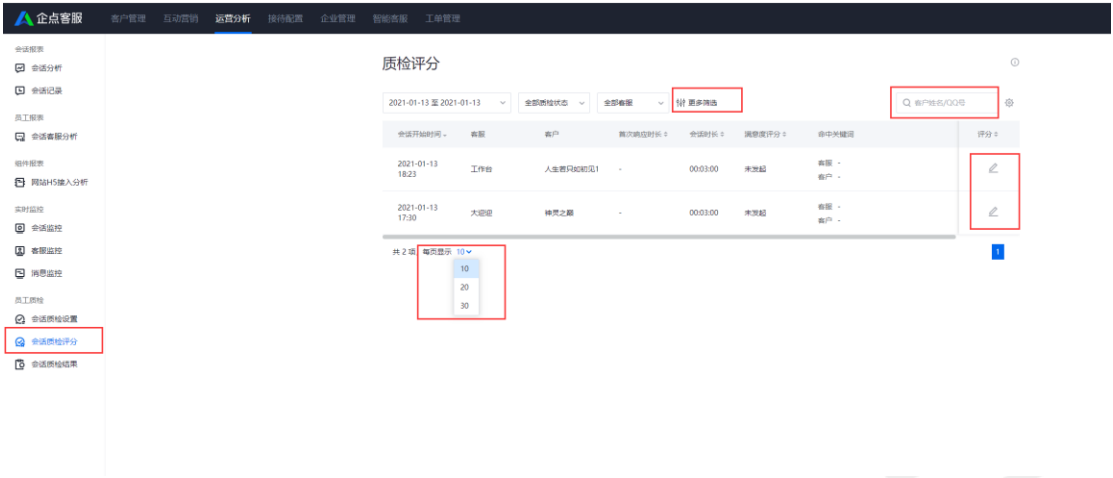 企点客服 客户管理 互动营销 运营分析 接待配置 企业管理 智能客服 工单管理
会话报表
会话分析
会话记录
员工报表
会话客服分析
组件报表
网站H5接入分析
实时监控
会话监控
客服监控
消息监控
员工质检
会话质检设置
会话质检评分
会话质检结果
质检评分
2021-01-13 至 2021-01-13 全部质检状态 全部客服 更多筛选 客户姓名/QQ号
会话开始时间 客服 客户 首次响应时长 会话时长 满意度评分 命中关键词 评分
2021-01-13
18:23
工作台 人生若只如初见1 - 00:03:00 未发起
客服 -
客户 -
2021-01-13
17:30
大迎迎 神灵之巅 - 00:03:00 未发起
客服 -
客户 -
共 2 项 每页显示 10 1
10
20
30